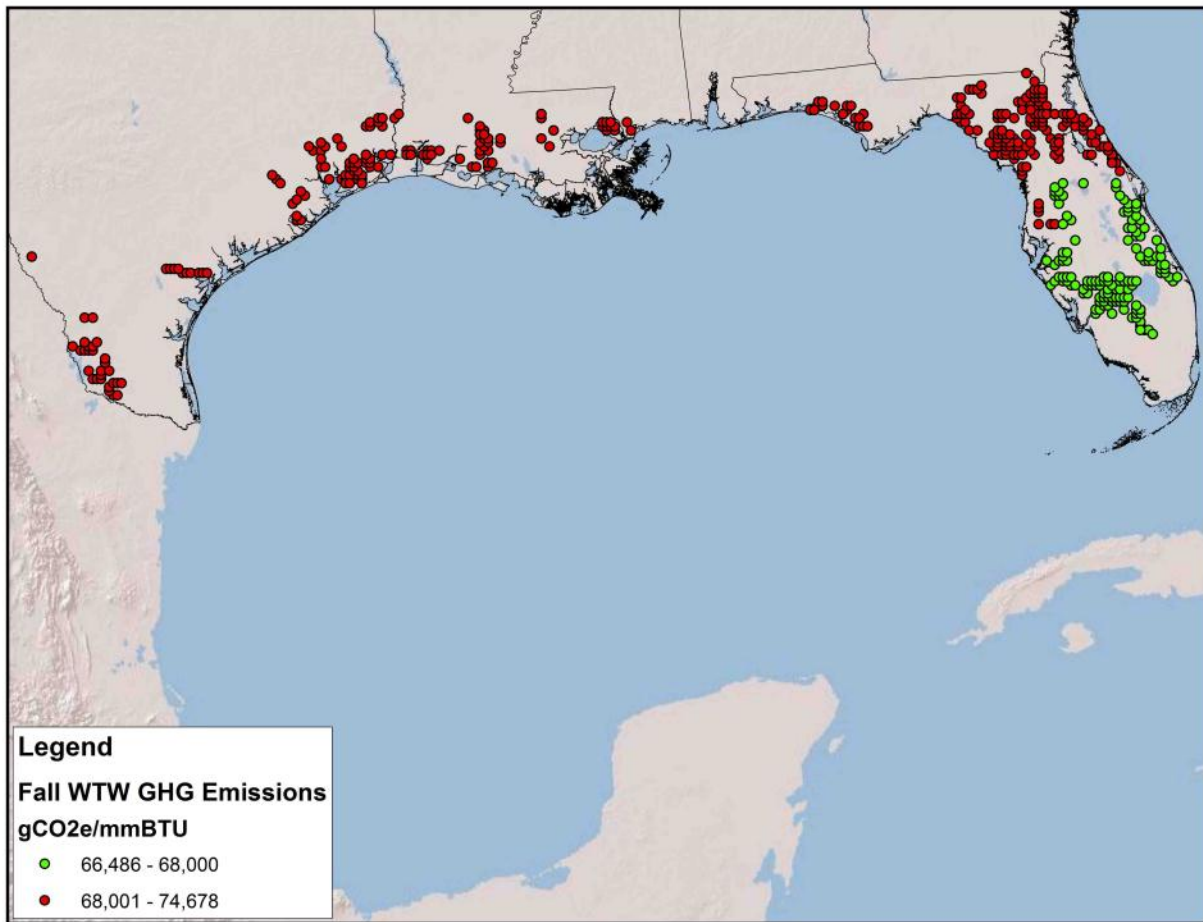 Legend
Fall WTW GHG Emissions
gCO2e/mmBTU
66,486 - 68,000
68,001 - 74,678